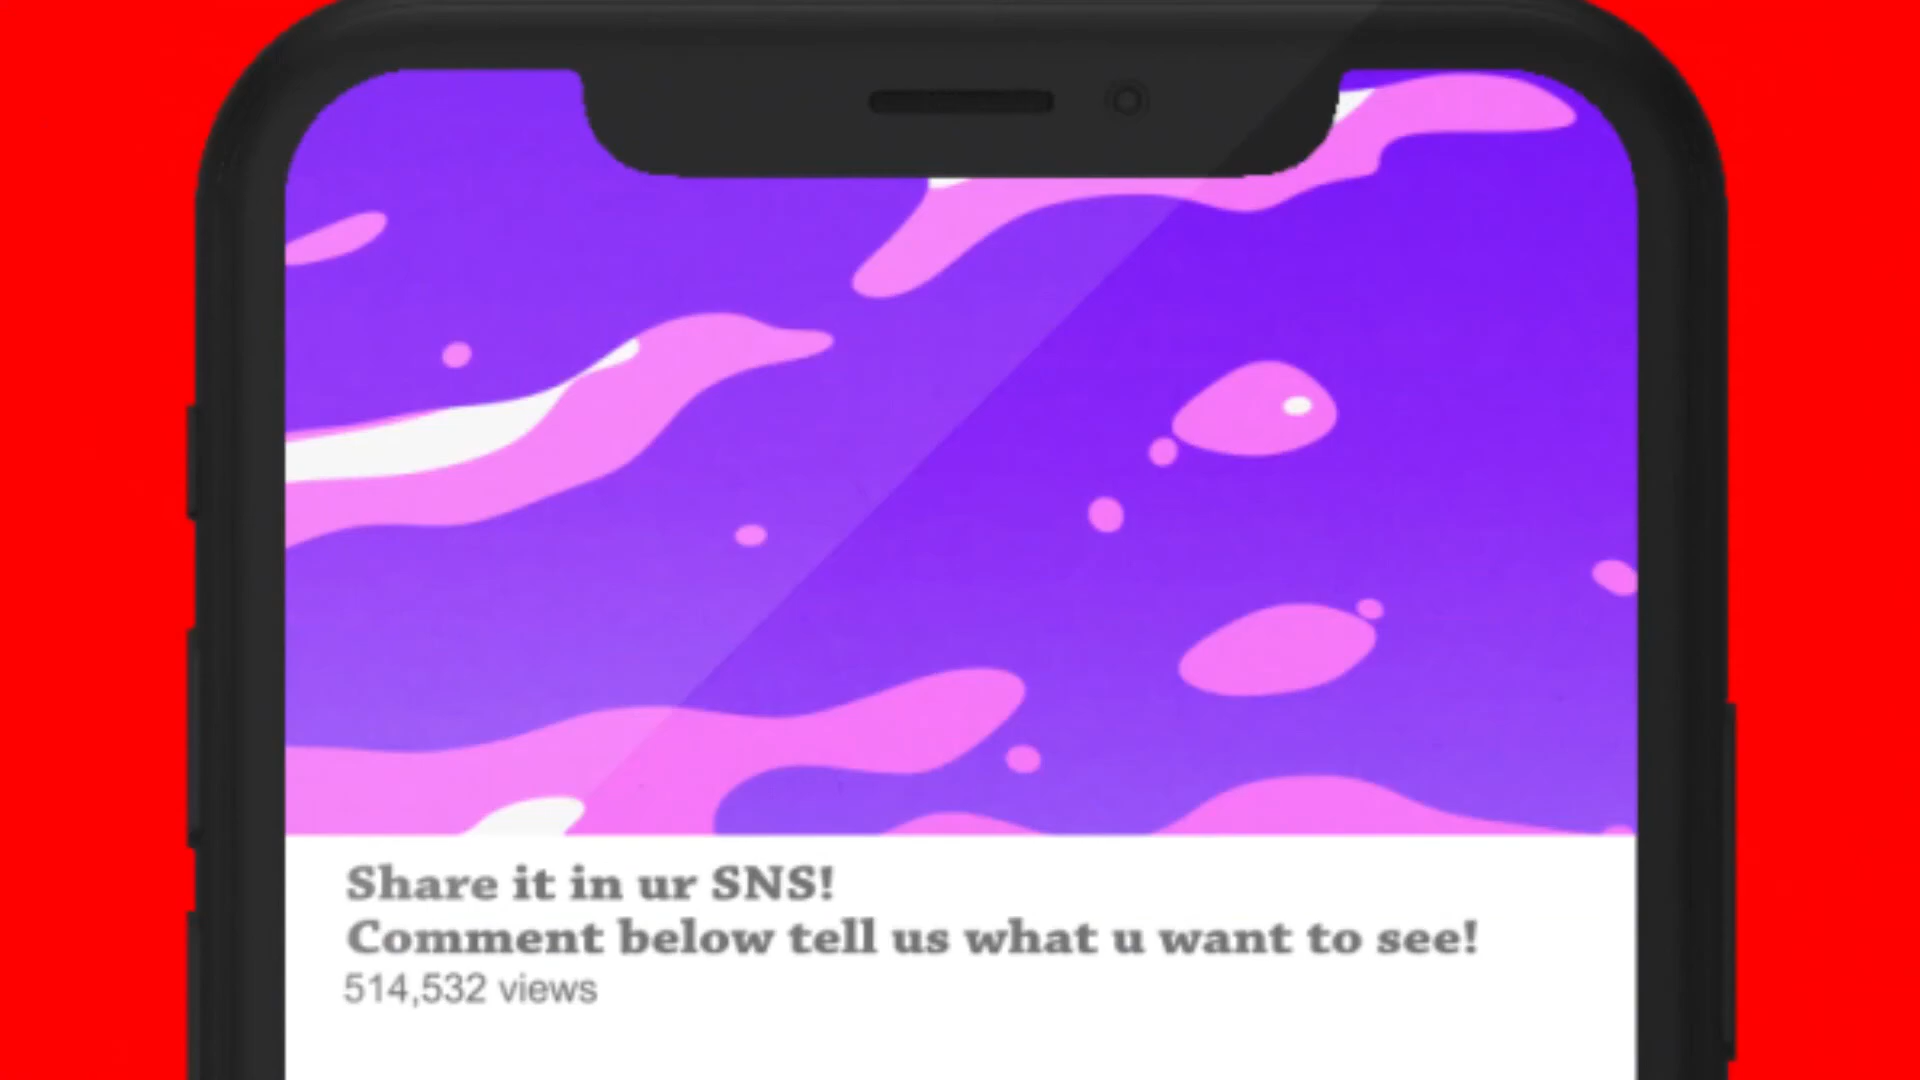 Share it in ur SNS!
Comment below tell us what u want to see!
514,532 views